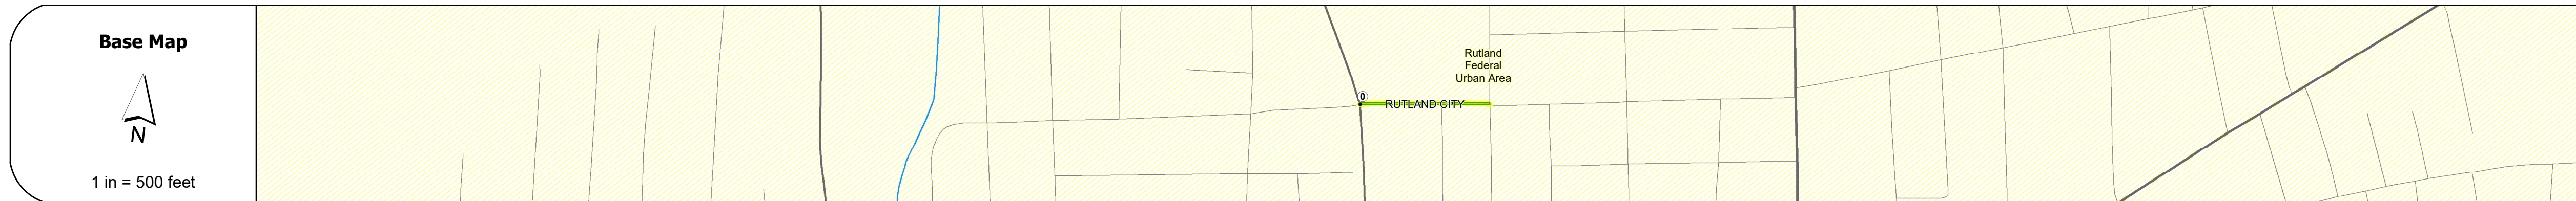 Base Map
N
1 in = 500 feet
Rutland
Federal
Urban Area
0
RUTLAND CITY